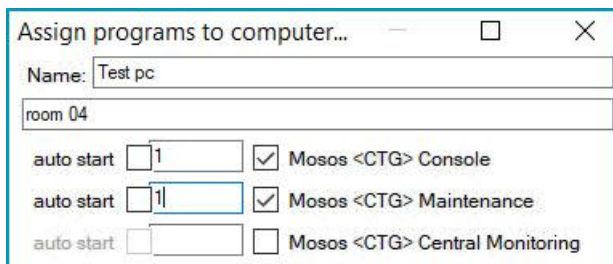 Assign programs to computer...
Name: Test pc
room 04
auto start 1 Mosos <CTG> Console
auto start 1 Mosos <CTG> Maintenance
auto start Mosos <CTG> Central Monitoring